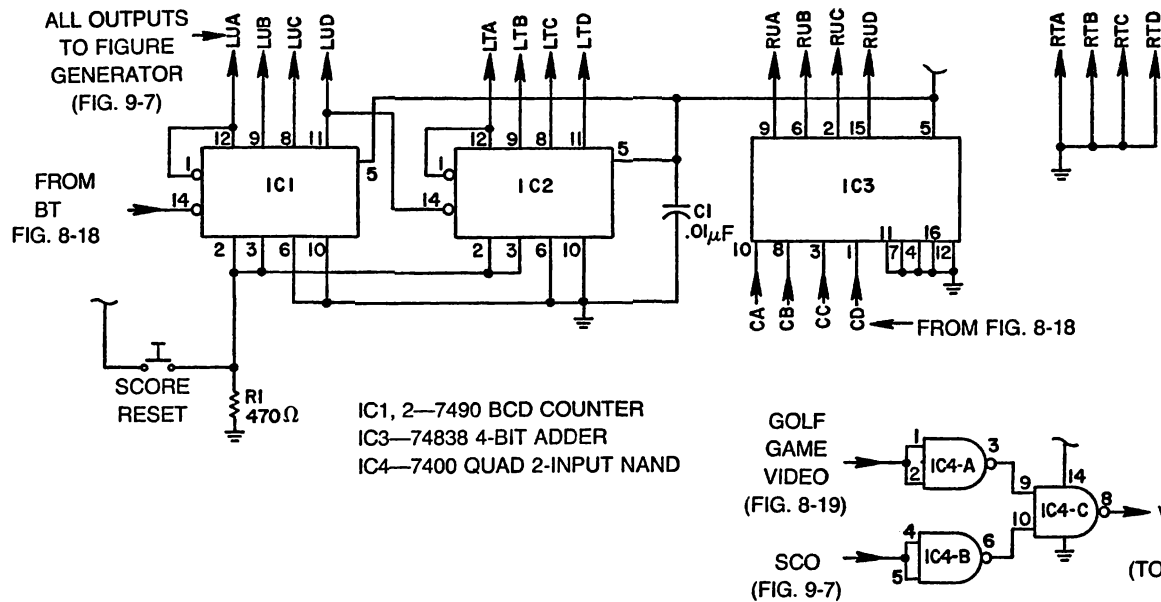 ALL OUTPUTS
TO FIGURE
GENERATOR
(FIG. 9-7)
LUA LUB LUC LUD
LTA LTB LTC LTD
RUA RUB RUC RUD
RTA RTB RTC RTD
12 9 8 11
12 9 8 11
9 6 2 15 5
1 5
1 5
IC1
IC2
IC3
FROM
BT
FIG. 8-18
14
14
C1
.01µF
2 3 6 10
2 3 6 10
10 8 3 1 11 7 4 16 12
CA CB CC CD
FROM FIG. 8-18
SCORE
RESET
R1
470Ω
IC1, 2—7490 BCD COUNTER
IC3—74838 4-BIT ADDER
IC4—7400 QUAD 2-INPUT NAND
GOLF
GAME
VIDEO
(FIG. 8-19)
1
2
IC4-A
3
9
10
14
IC4-C
8
SCO
(FIG. 9-7)
4
5
IC4-B
6
(TO